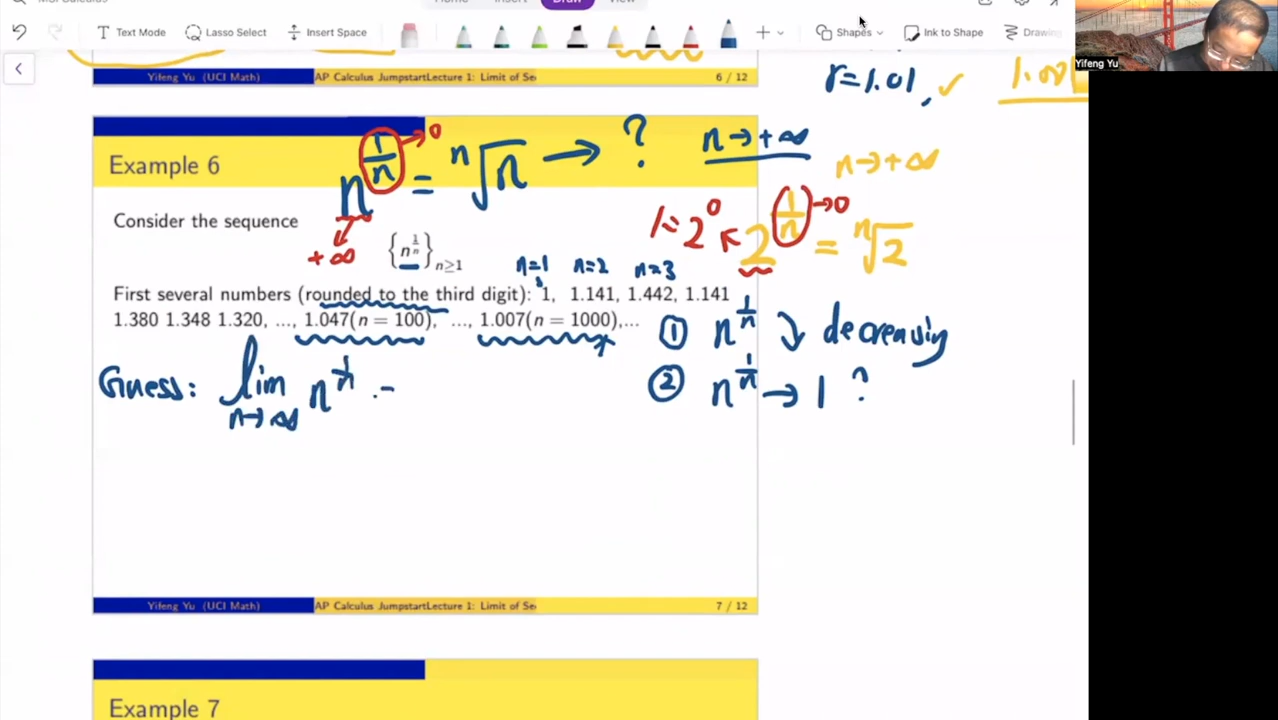 Text Mode Lasso Select Insert Space Shapes Ink to Shape Drawing
Yifeng Yu
Yifeng Yu (UCI Math) AP Calculus JumpstartLecture 1: Limit of Se 6 / 12
r=1.01, ✓
Example 6
n^{1/n} → 0 = ⁿ√n → ? n→+∞
+∞
n→+∞
1=2⁰ ← 2^{1/n} → 0 = ⁿ√2
Consider the sequence
{n^{1/n}}_{n≥1}
n=1 n=2 n=3
First several numbers (rounded to the third digit): 1, 1.141, 1.442, 1.141
1.380 1.348 1.320, ..., 1.047(n = 100), ..., 1.007(n = 1000),...
① n^{1/n} ↘ decreasing
② n^{1/n} → 1 ?
Guess: lim_{n→∞} n^{1/n} =
Yifeng Yu (UCI Math) AP Calculus JumpstartLecture 1: Limit of Se 7 / 12
Example 7